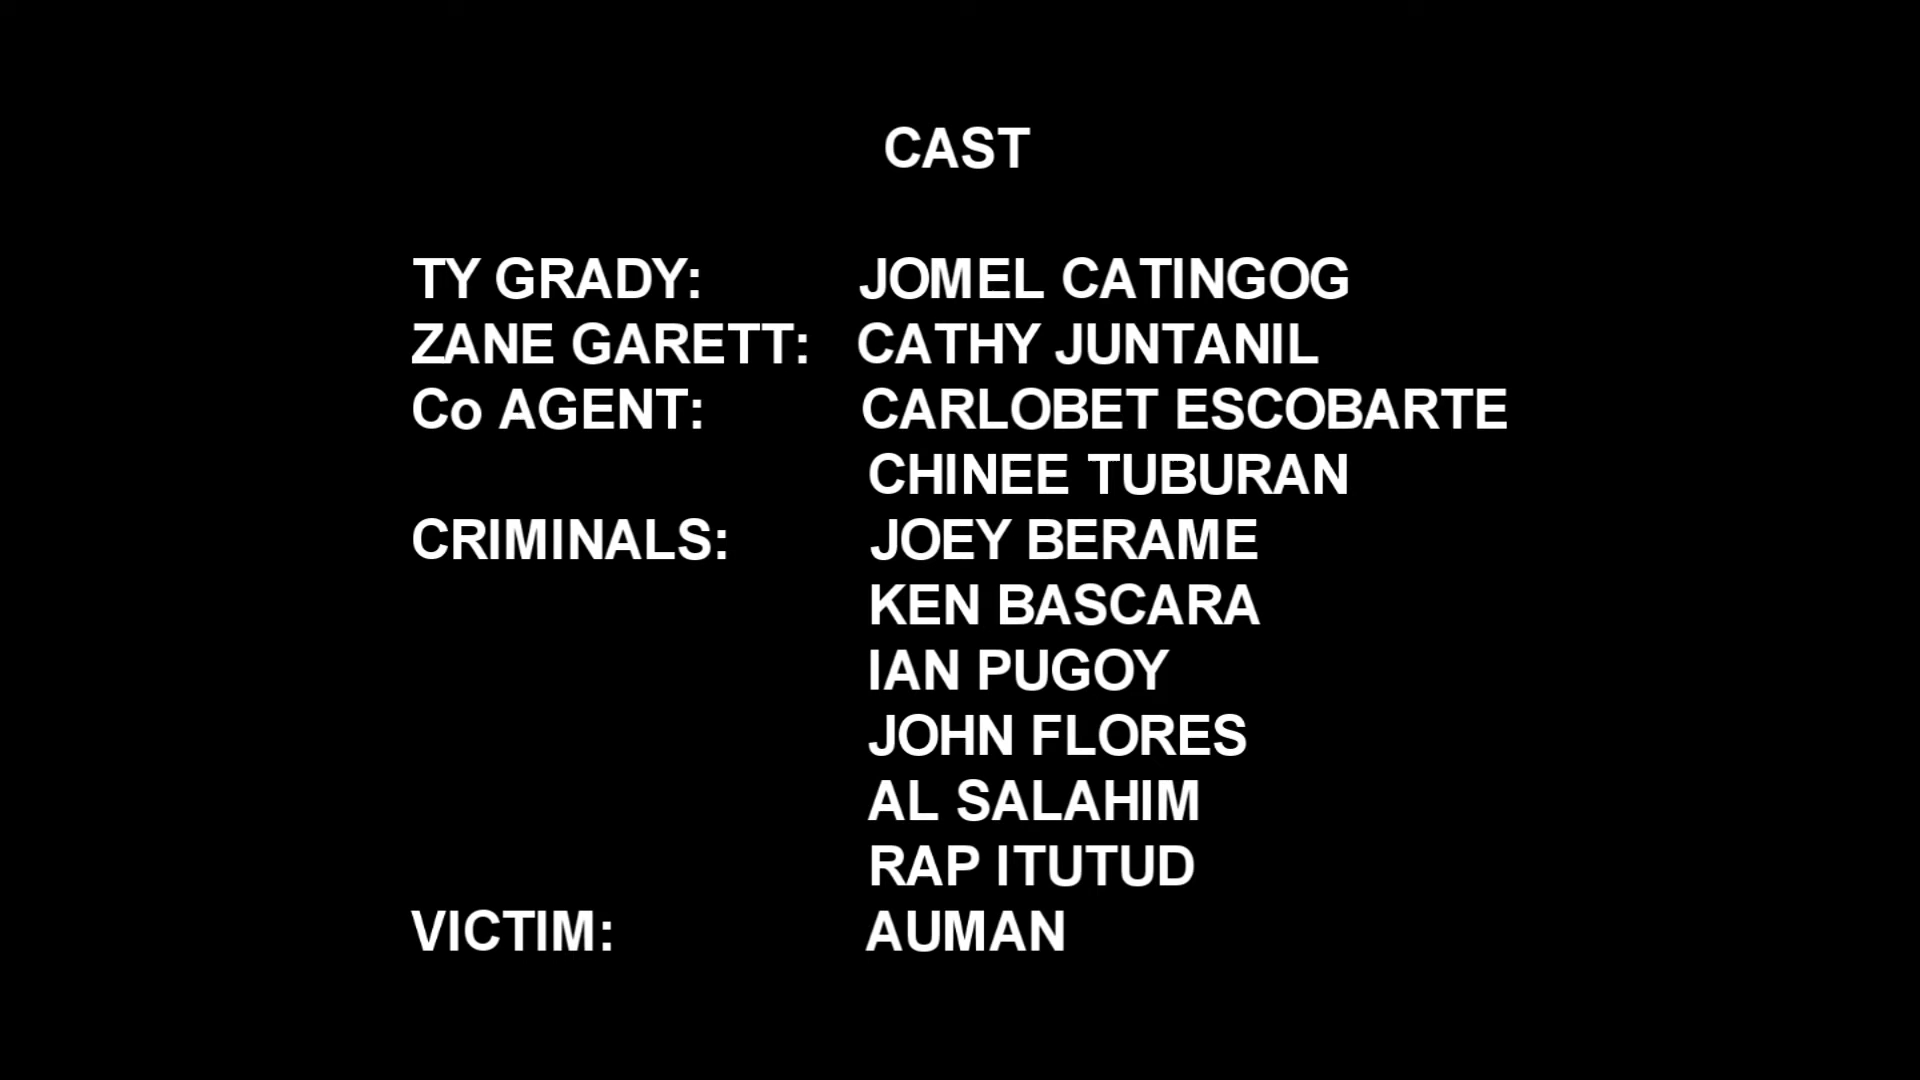 CAST
TY GRADY: JOMEL CATINGOG
ZANE GARETT: CATHY JUNTANIL
Co AGENT: CARLOBET ESCOBARTE
CHINEE TUBURAN
CRIMINALS: JOEY BERAME
KEN BASCARA
IAN PUGOY
JOHN FLORES
AL SALAHIM
RAP ITUTUD
VICTIM: AUMAN